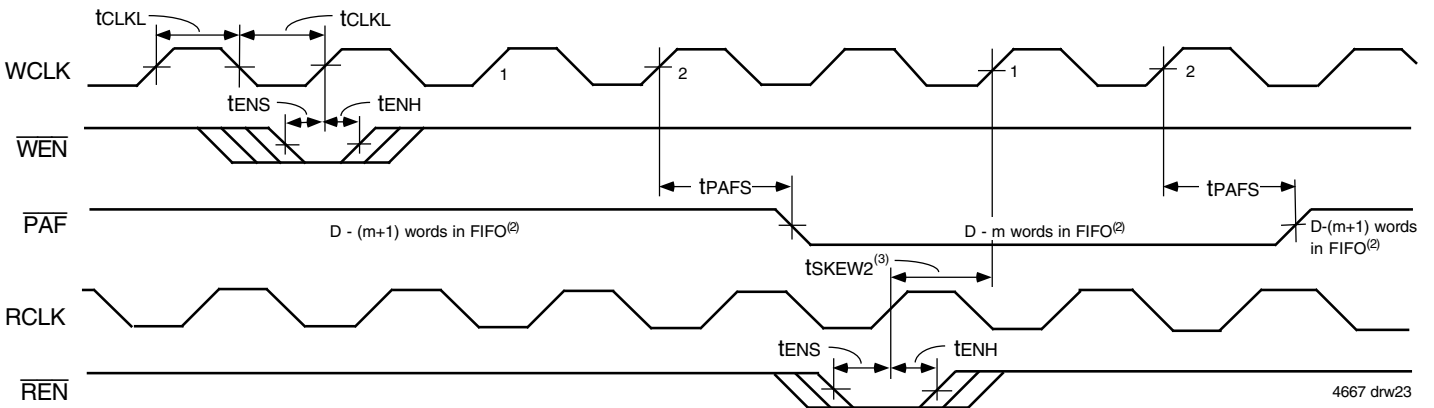 tCLKL tCLKL
WCLK 1 2 1 2
tENS tENH
WEN
tPAFS tPAFS
PAF D - (m+1) words in FIFO(2) D - m words in FIFO(2) D-(m+1) words
in FIFO(2)
tSKEW2(3)
RCLK
tENS tENH
REN
4667 drw23